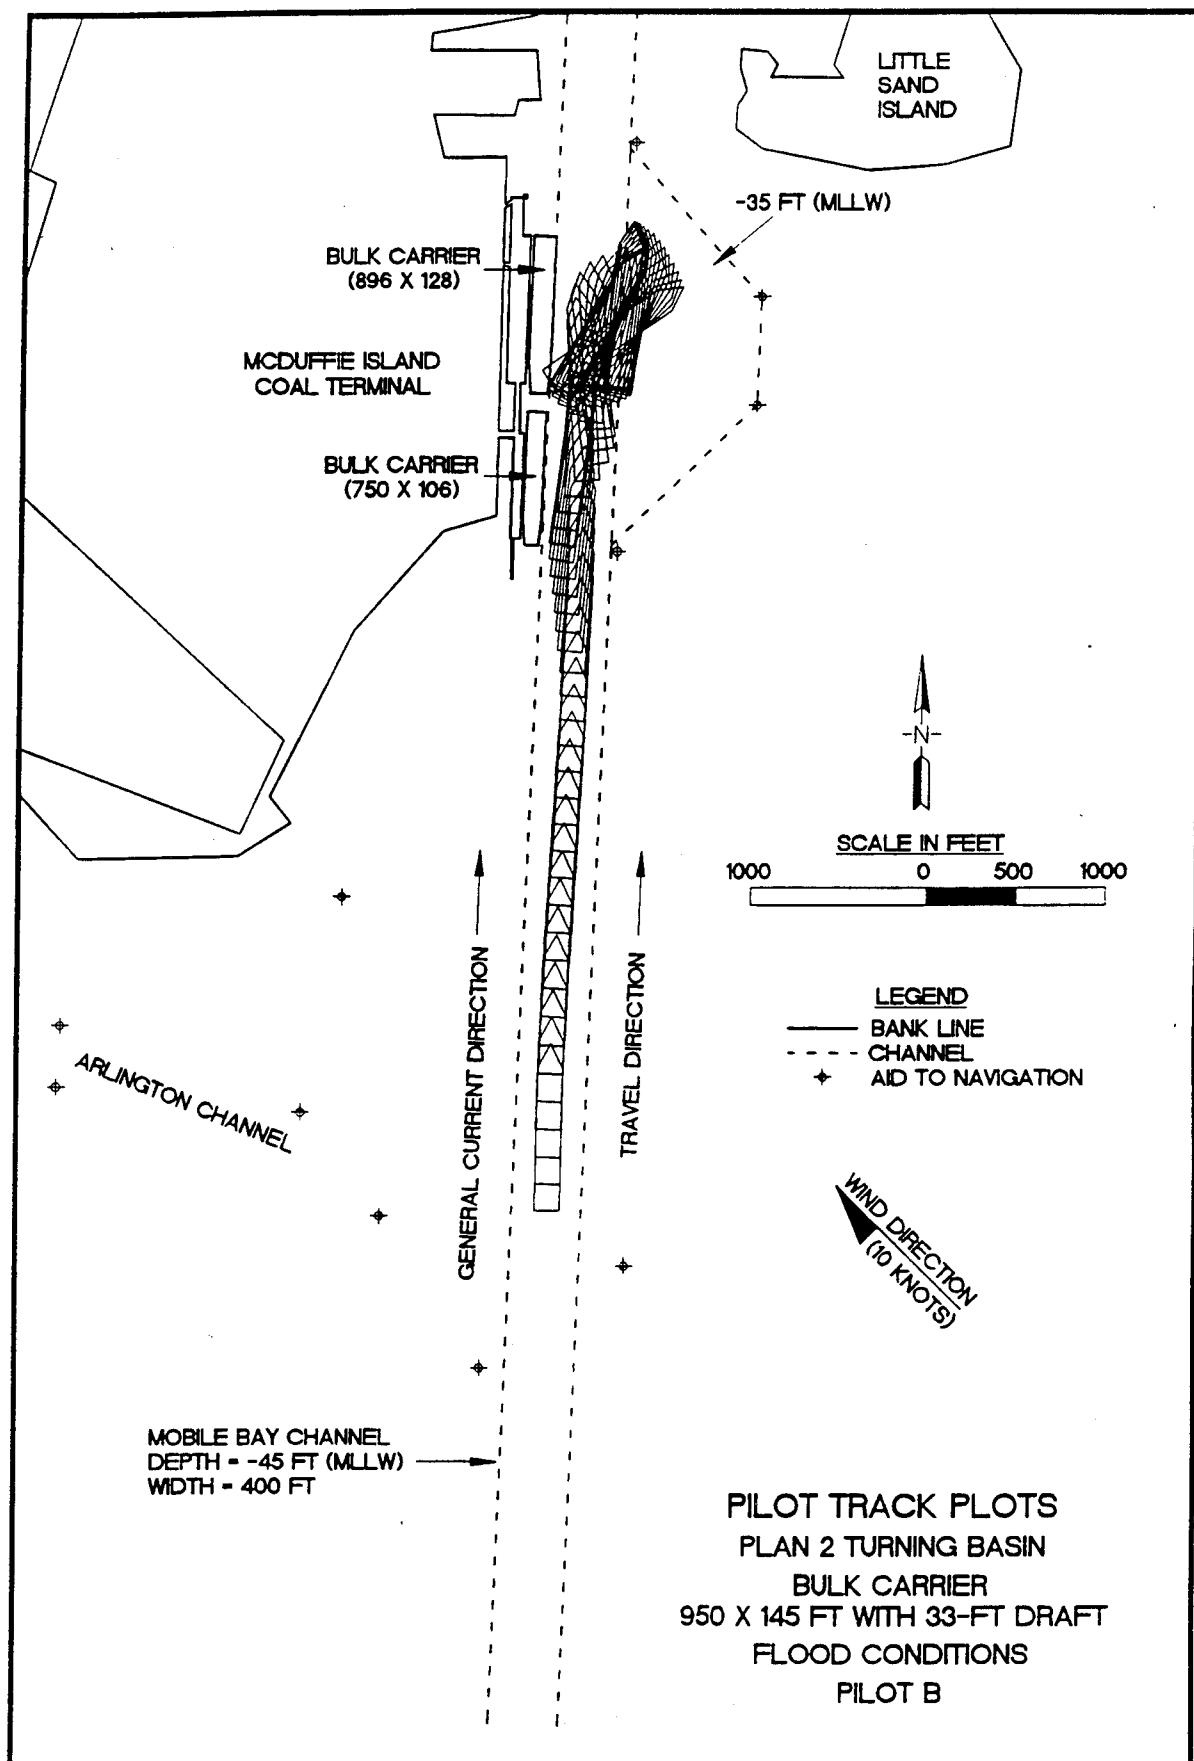 LITTLE
SAND
ISLAND
-35 FT (MLLW)
BULK CARRIER
(896 X 128)
MCDUFFIE ISLAND
COAL TERMINAL
BULK CARRIER
(750 X 106)
-N-
SCALE IN FEET
1000 0 500 1000
GENERAL CURRENT DIRECTION
TRAVEL DIRECTION
LEGEND
BANK LINE
CHANNEL
AID TO NAVIGATION
ARLINGTON CHANNEL
WIND DIRECTION
(10 KNOTS)
MOBILE BAY CHANNEL
DEPTH = -45 FT (MLLW)
WIDTH = 400 FT
PILOT TRACK PLOTS
PLAN 2 TURNING BASIN
BULK CARRIER
950 X 145 FT WITH 33-FT DRAFT
FLOOD CONDITIONS
PILOT B